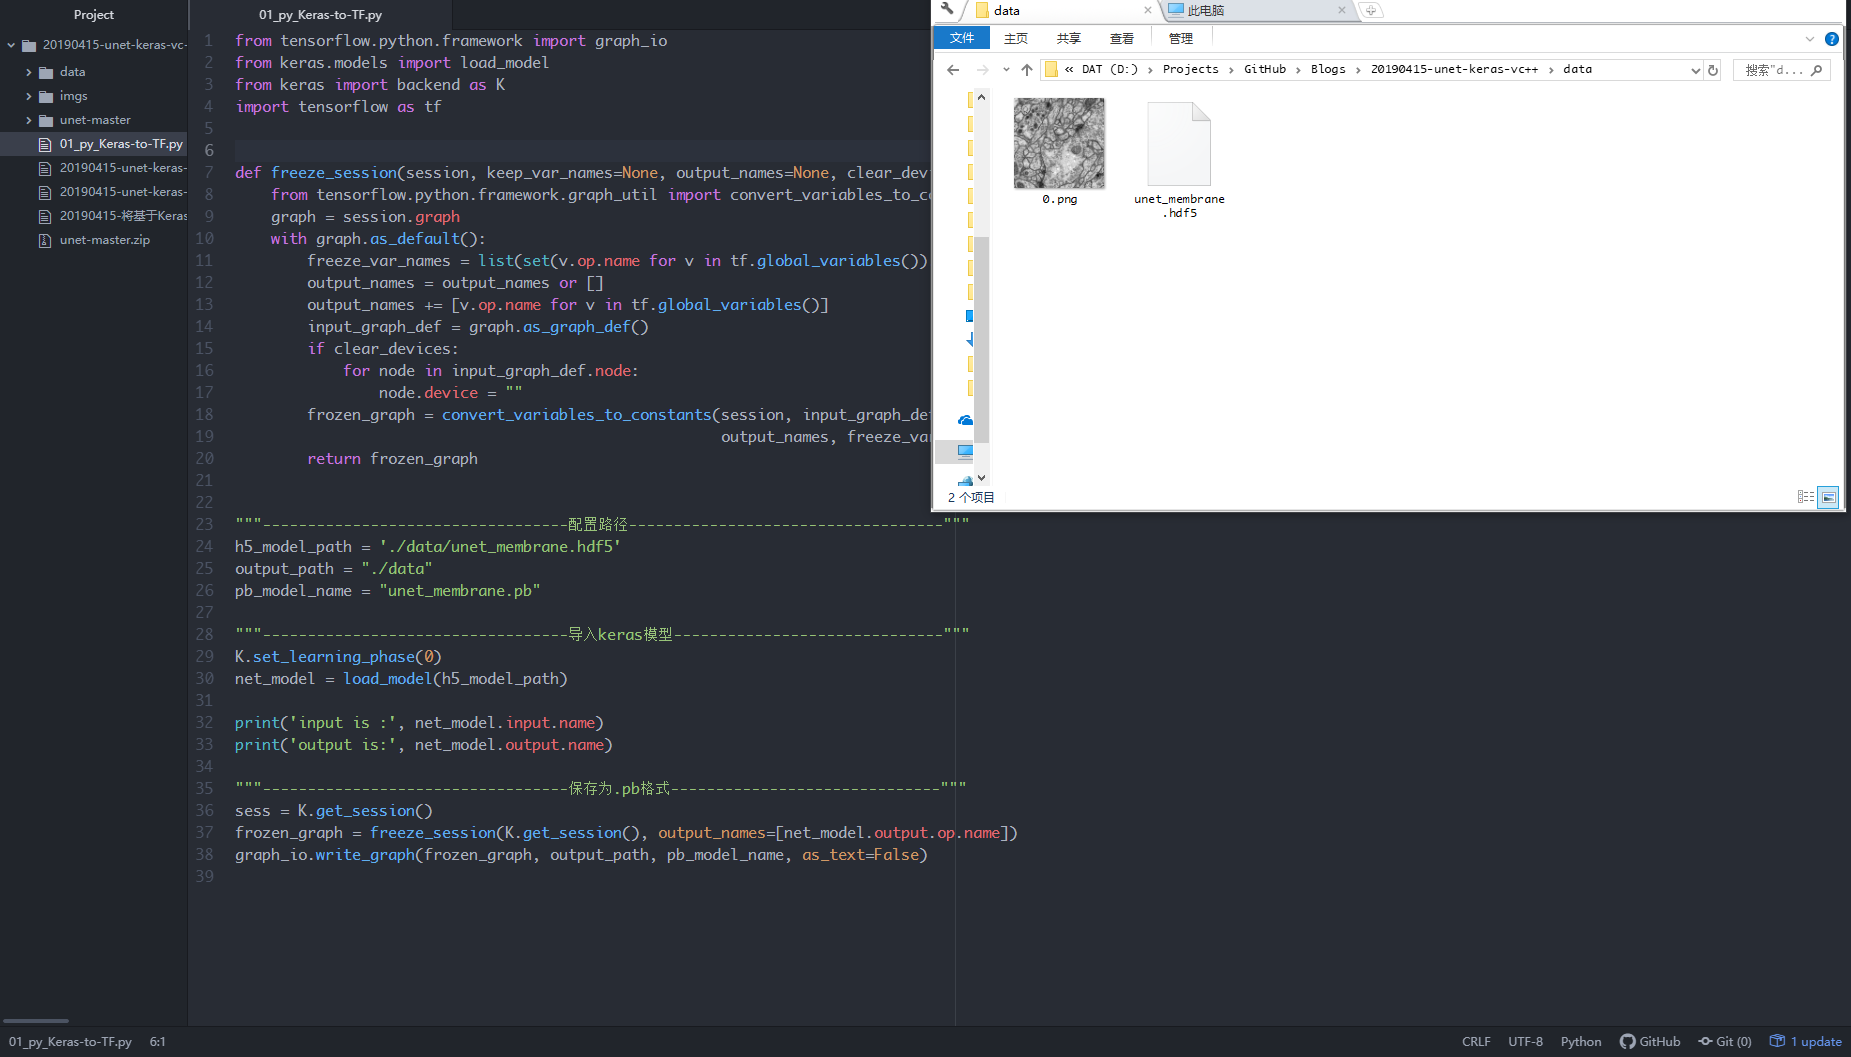 Project
20190415-unet-keras-vc-
data
imgs
unet-master
01_py_Keras-to-TF.py
20190415-unet-keras-
20190415-unet-keras-
20190415-将基于Keras
unet-master.zip
01_py_Keras-to-TF.py
1 from tensorflow.python.framework import graph_io
2 from keras.models import load_model
3 from keras import backend as K
4 import tensorflow as tf
5
6
7 def freeze_session(session, keep_var_names=None, output_names=None, clear_devi
8 from tensorflow.python.framework.graph_util import convert_variables_to_co
9 graph = session.graph
10 with graph.as_default():
11 freeze_var_names = list(set(v.op.name for v in tf.global_variables())
12 output_names = output_names or []
13 output_names += [v.op.name for v in tf.global_variables()]
14 input_graph_def = graph.as_graph_def()
15 if clear_devices:
16 for node in input_graph_def.node:
17 node.device = ""
18 frozen_graph = convert_variables_to_constants(session, input_graph_de
19 output_names, freeze_va
20 return frozen_graph
21
22
23 """----------------------------------配置路径-----------------------------------"""
24 h5_model_path = './data/unet_membrane.hdf5'
25 output_path = "./data"
26 pb_model_name = "unet_membrane.pb"
27
28 """----------------------------------导入keras模型------------------------------"""
29 K.set_learning_phase(0)
30 net_model = load_model(h5_model_path)
31
32 print('input is :', net_model.input.name)
33 print('output is:', net_model.output.name)
34
35 """----------------------------------保存为.pb格式------------------------------"""
36 sess = K.get_session()
37 frozen_graph = freeze_session(K.get_session(), output_names=[net_model.output.op.name])
38 graph_io.write_graph(frozen_graph, output_path, pb_model_name, as_text=False)
39
data
此电脑
文件 主页 共享 查看 管理
« DAT (D:) › Projects › GitHub › Blogs › 20190415-unet-keras-vc++ › data
搜索"d...
0.png
unet_membrane
.hdf5
2 个项目
01_py_Keras-to-TF.py 6:1
CRLF UTF-8 Python GitHub Git (0) 1 update